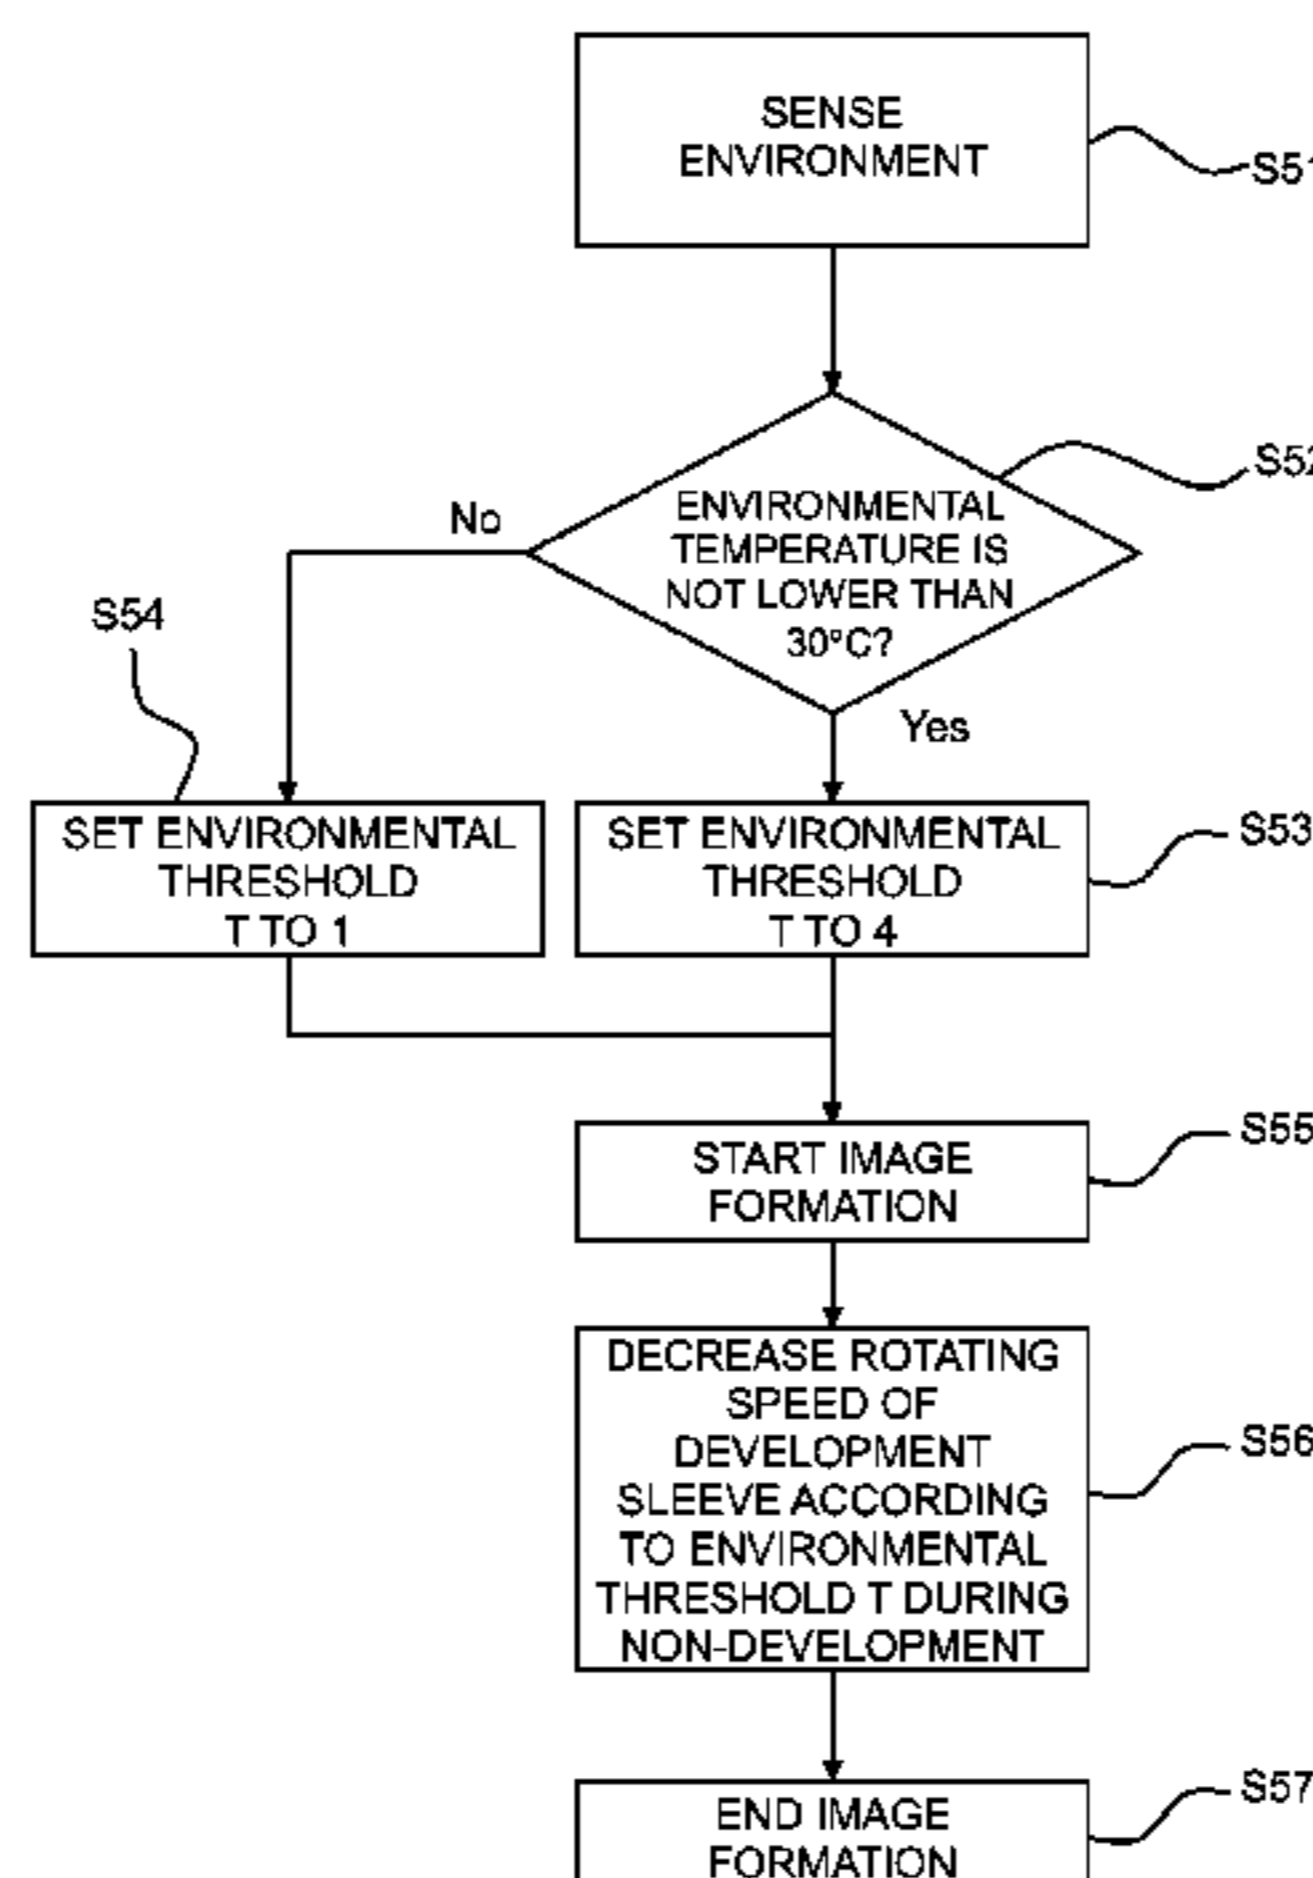 SENSE
ENVIRONMENT
S51
ENVIRONMENTAL
TEMPERATURE IS
NOT LOWER THAN
30°C?
S52
No
Yes
S54
SET ENVIRONMENTAL
THRESHOLD
T TO 1
SET ENVIRONMENTAL
THRESHOLD
T TO 4
S53
START IMAGE
FORMATION
S55
DECREASE ROTATING
SPEED OF
DEVELOPMENT
SLEEVE ACCORDING
TO ENVIRONMENTAL
THRESHOLD T DURING
NON-DEVELOPMENT
S56
END IMAGE
FORMATION
S57